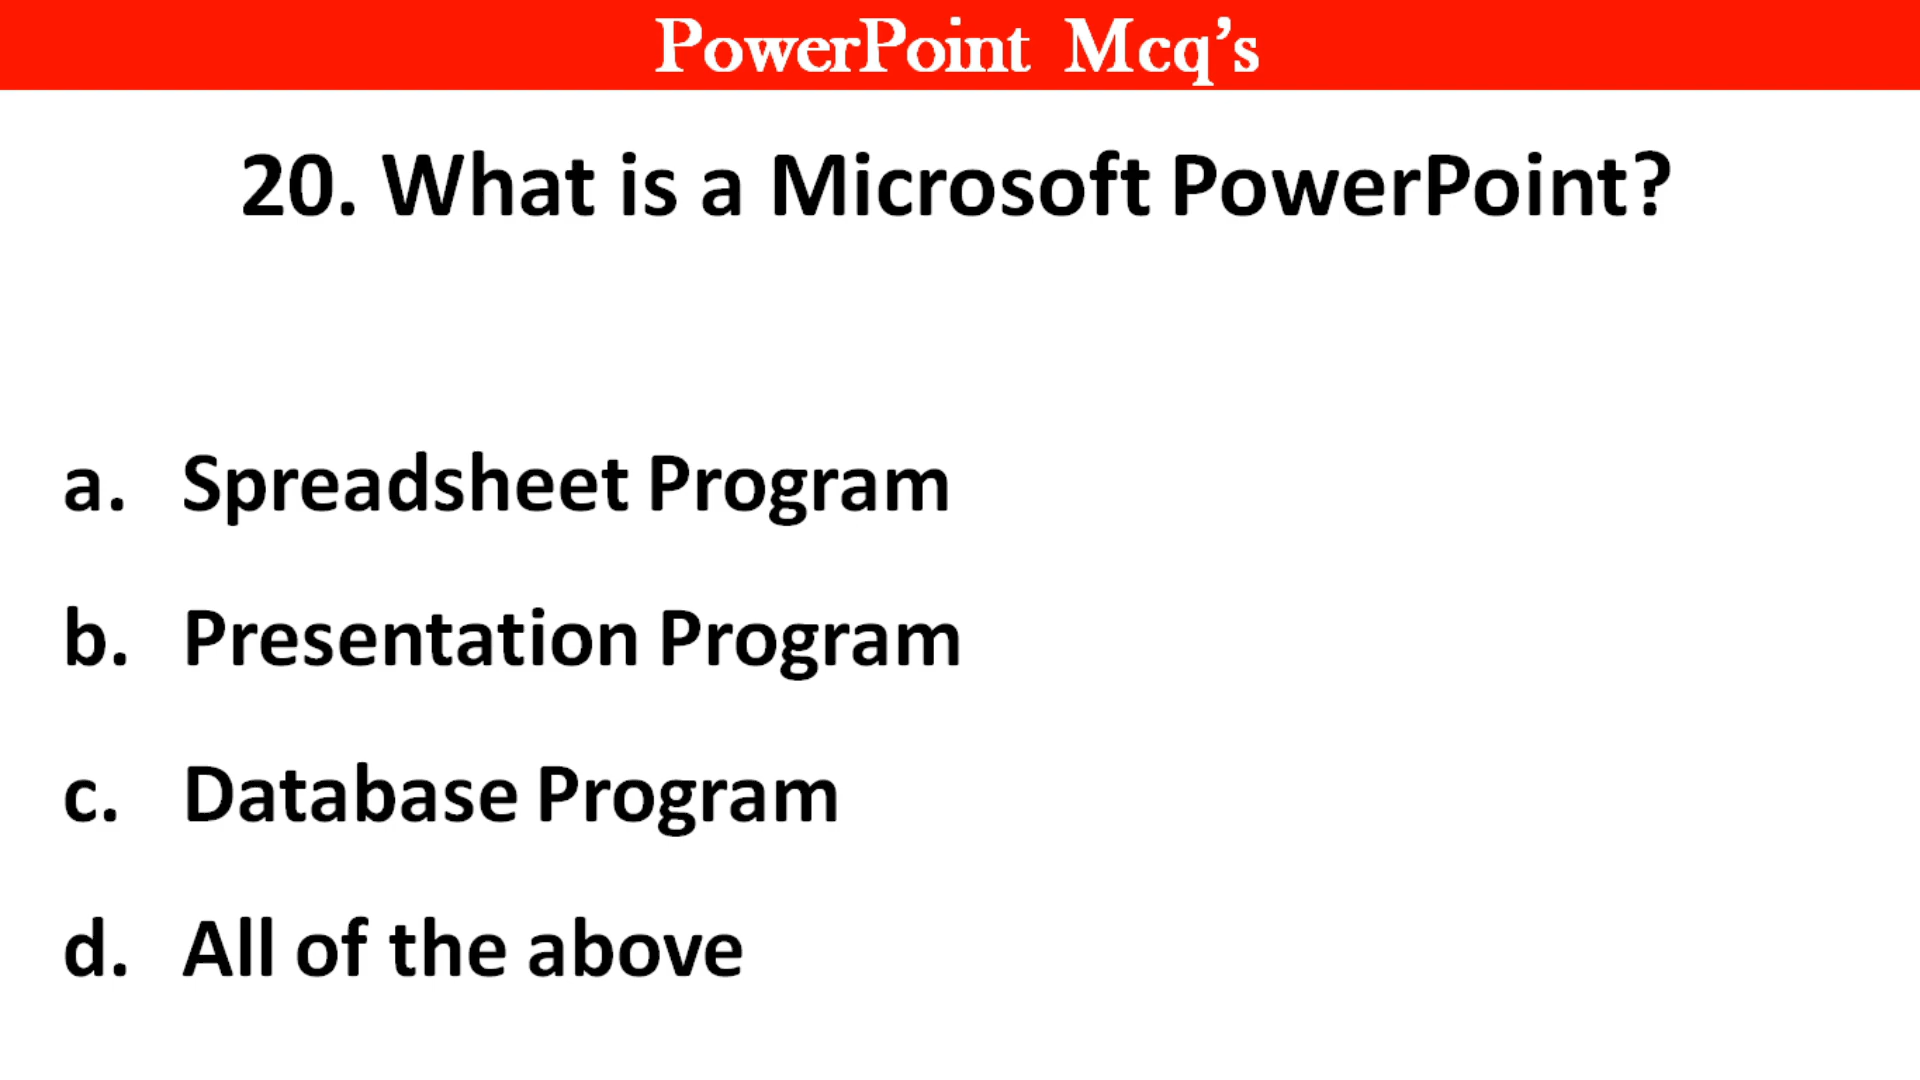 PowerPoint Mcq’s
20. What is a Microsoft PowerPoint?
a. Spreadsheet Program
b. Presentation Program
c. Database Program
d. All of the above